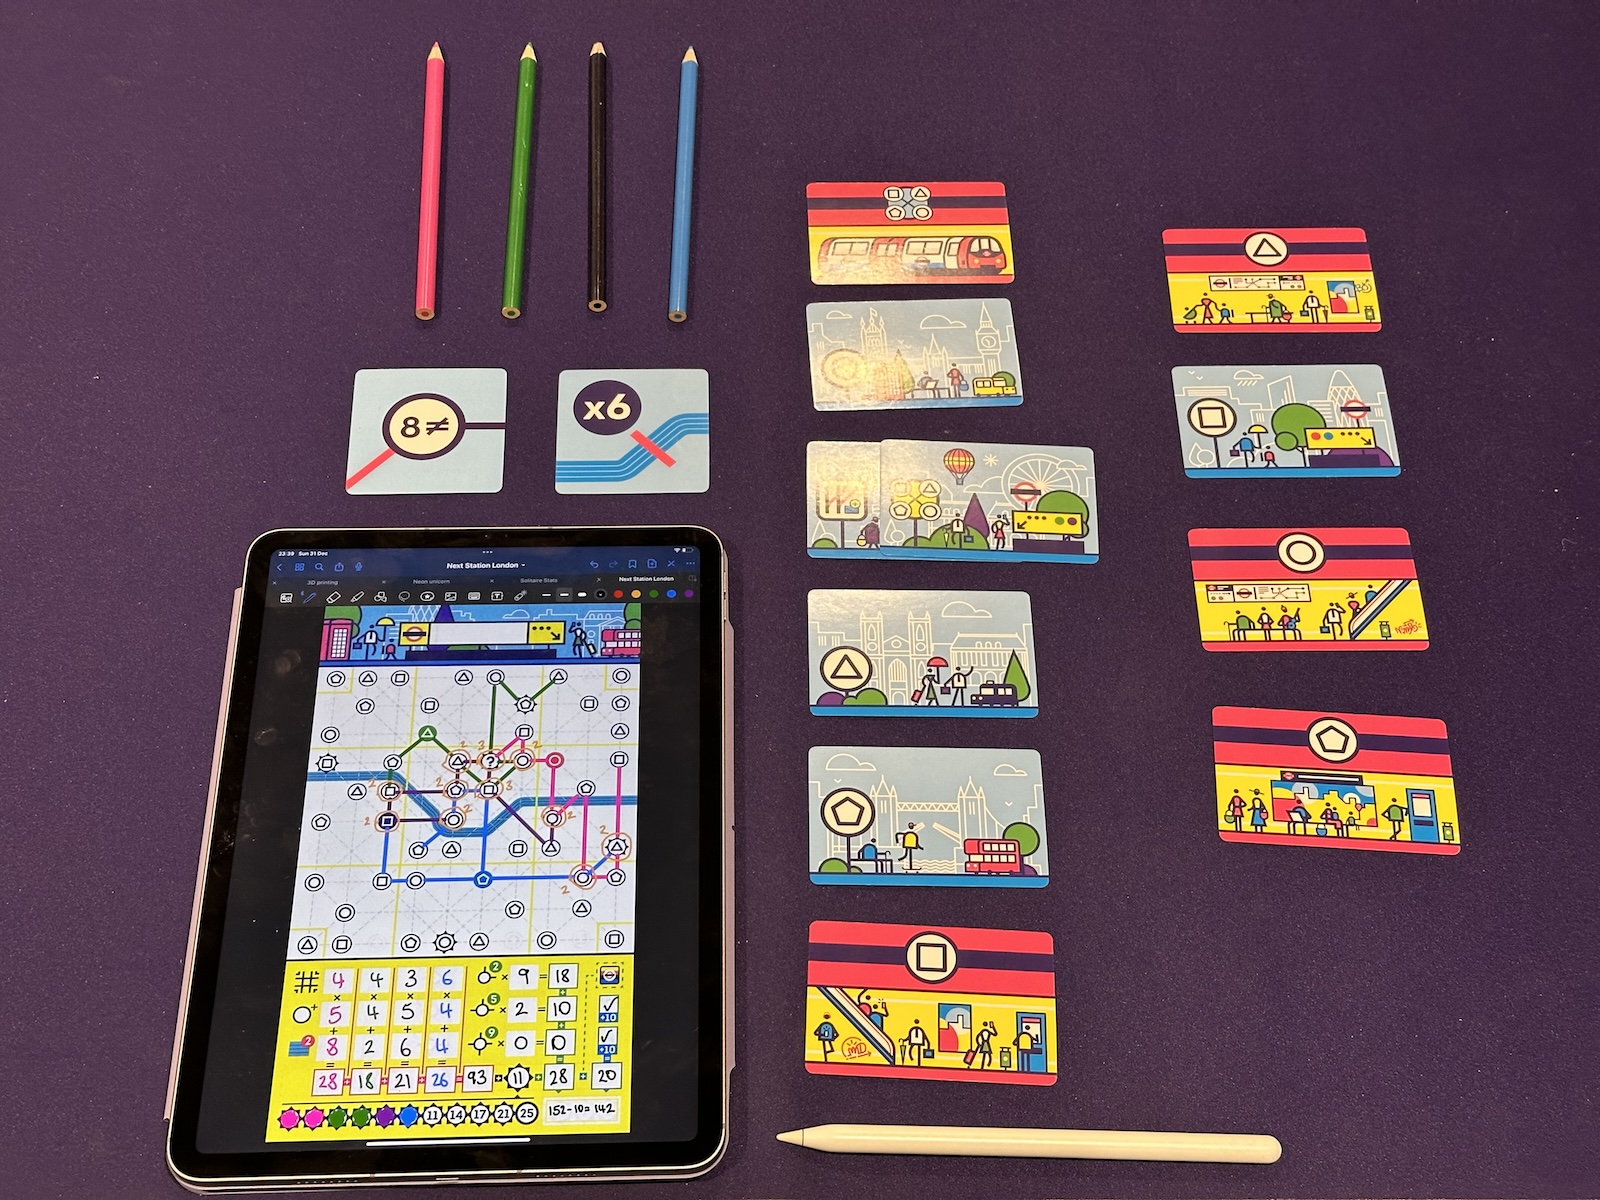 8≠
x6
23:39 Sun 31 Dec
Next Station London
3D printing
Neon unicorn
Solitaire Stats
Next Station London
2
3
2
?
2
2
3
2
2
2
2
2
4 4 3 6 2 × 9 = 18
× × × ×
5 4 5 4 5 × 2 = 10 ✓ +10
+ + + +
2 8 2 6 4 9 × 0 = 0 ✓ +10
= = = =
28 + 18 + 21 + 26 = 93 + 11 + 28 + 20
11 14 17 21 25 152-10= 142